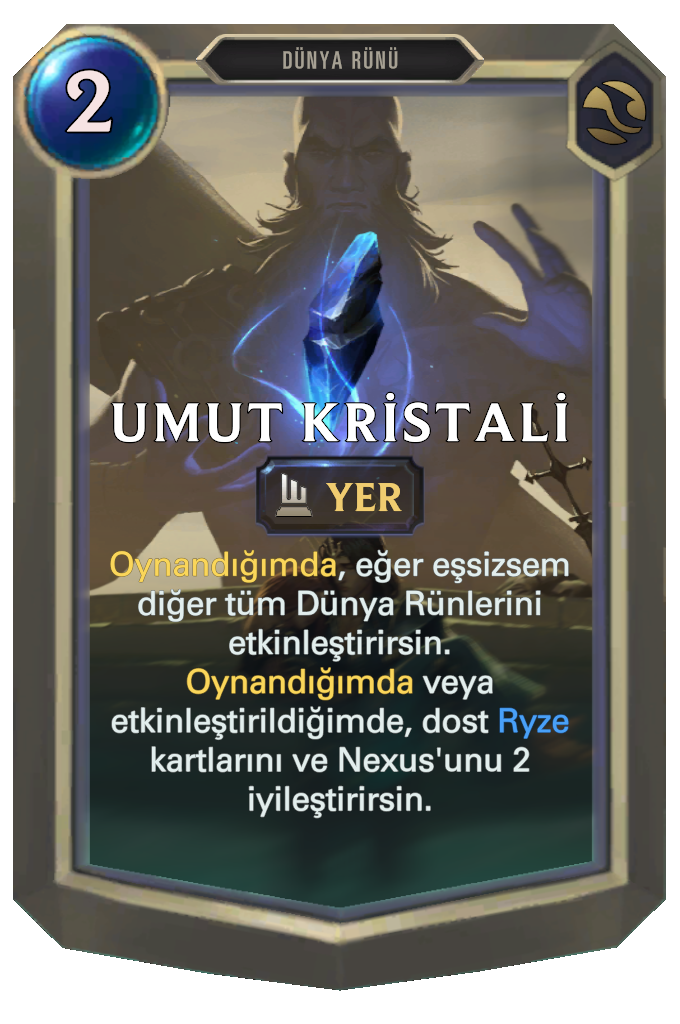 DÜNYA RÜNÜ
2
UMUT KRİSTALİ
YER
Oynandığımda, eğer eşsizsem
diğer tüm Dünya Rünlerini
etkinleştirirsin.
Oynandığımda veya
etkinleştirildiğimde, dost Ryze
kartlarını ve Nexus'unu 2
iyileştirirsin.